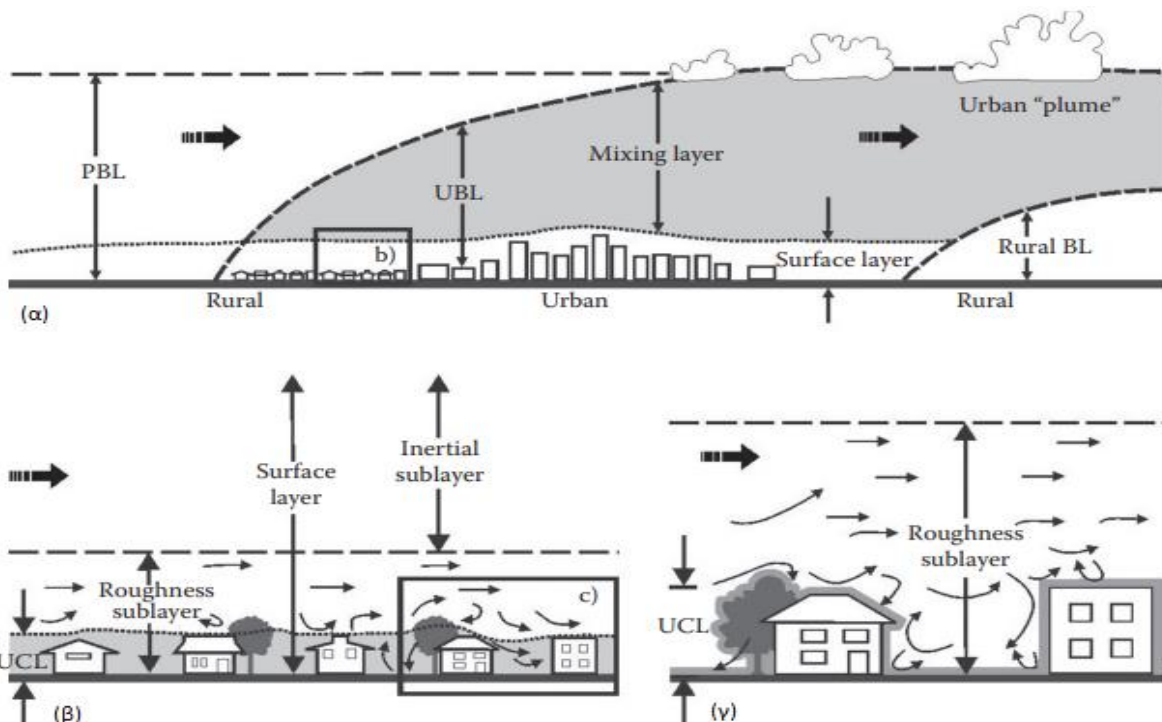 Urban "plume"
Mixing layer
PBL
UBL
Rural BL
b)
Surface layer
Rural
Urban
Rural
(α)
Inertial
sublayer
Surface
layer
Roughness
sublayer
c)
UCL
(β)
Roughness
sublayer
UCL
(γ)